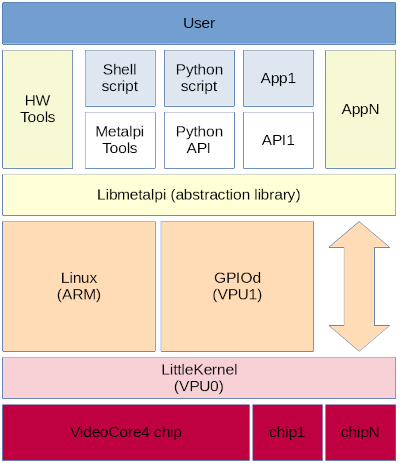 User
HW
Tools
Shell
script
Python
script
App1
AppN
Metalpi
Tools
Python
API
API1
Libmetalpi (abstraction library)
Linux
(ARM)
GPIOd
(VPU1)
LittleKernel
(VPU0)
VideoCore4 chip
chip1
chipN